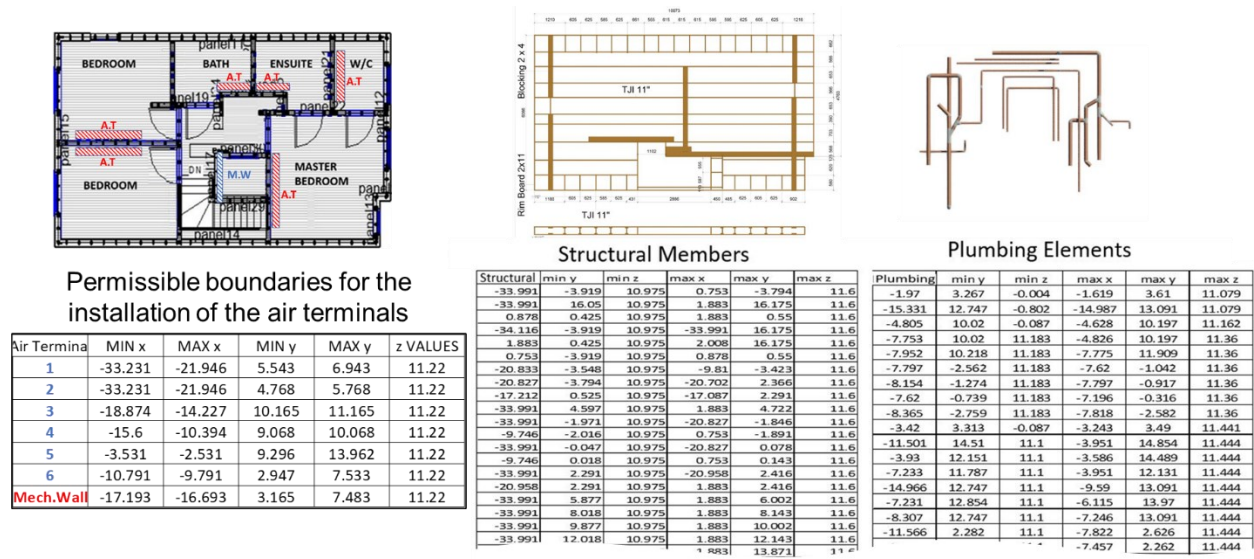 BEDROOM
BATH
ENSUITE
W/C
A.T
A.T
A.T
panel22
A.T
panel15
A.T
BEDROOM
DN
M.W
MASTER
BEDROOM
A.T
panel29
panel14
Permissible boundaries for the
installation of the air terminals
Air Termina MIN x MAX x MIN y MAX y z VALUES
1 -33.231 -21.946 5.543 6.943 11.22
2 -33.231 -21.946 4.768 5.768 11.22
3 -18.874 -14.227 10.165 11.165 11.22
4 -15.6 -10.394 9.068 10.068 11.22
5 -3.531 -2.531 9.296 13.962 11.22
6 -10.791 -9.791 2.947 7.533 11.22
Mech.Wall -17.193 -16.693 3.165 7.483 11.22
Blocking 2 x 4
TJI 11"
Rim Board 2x11
TJI 11"
Structural Members
Structural min y min z max x max y max z
-33.991 -3.919 10.975 0.753 -3.794 11.6
-33.991 16.05 10.975 1.883 16.175 11.6
0.878 0.425 10.975 1.883 0.55 11.6
-34.116 -3.919 10.975 -33.991 16.175 11.6
1.883 0.425 10.975 2.008 16.175 11.6
0.753 -3.919 10.975 0.878 0.55 11.6
-20.833 -3.548 10.975 -9.81 -3.423 11.6
-20.827 -3.794 10.975 -20.702 2.366 11.6
-17.212 0.525 10.975 -17.087 2.291 11.6
-33.991 4.597 10.975 1.883 4.722 11.6
-33.991 -1.971 10.975 -20.827 -1.846 11.6
-9.746 -2.016 10.975 0.753 -1.891 11.6
-33.991 -0.047 10.975 -20.827 0.078 11.6
-9.746 0.018 10.975 0.753 0.143 11.6
-33.991 2.291 10.975 -20.958 2.416 11.6
-20.958 2.291 10.975 1.883 2.416 11.6
-33.991 5.877 10.975 1.883 6.002 11.6
-33.991 8.018 10.975 1.883 8.143 11.6
-33.991 9.877 10.975 1.883 10.002 11.6
-33.991 12.018 10.975 1.883 12.143 11.6
1.883 13.871
Plumbing Elements
Plumbing min y min z max x max y max z
-1.97 3.267 -0.004 -1.619 3.61 11.079
-15.331 12.747 -0.802 -14.987 13.091 11.079
-4.805 10.02 -0.087 -4.628 10.197 11.162
-7.753 10.02 11.183 -4.826 10.197 11.36
-7.952 10.218 11.183 -7.775 11.909 11.36
-7.797 -2.562 11.183 -7.62 -1.042 11.36
-8.154 -1.274 11.183 -7.797 -0.917 11.36
-7.62 -0.739 11.183 -7.196 -0.316 11.36
-8.365 -2.759 11.183 -7.818 -2.582 11.36
-3.42 3.313 -0.087 -3.243 3.49 11.441
-11.501 14.51 11.1 -3.951 14.854 11.444
-3.93 12.151 11.1 -3.586 14.489 11.444
-7.233 11.787 11.1 -3.951 12.131 11.444
-14.966 12.747 11.1 -9.59 13.091 11.444
-7.231 12.854 11.1 -6.115 13.97 11.444
-8.307 12.747 11.1 -7.246 13.091 11.444
-11.566 2.282 11.1 -7.822 2.626 11.444
-7.457 2.262 11.444